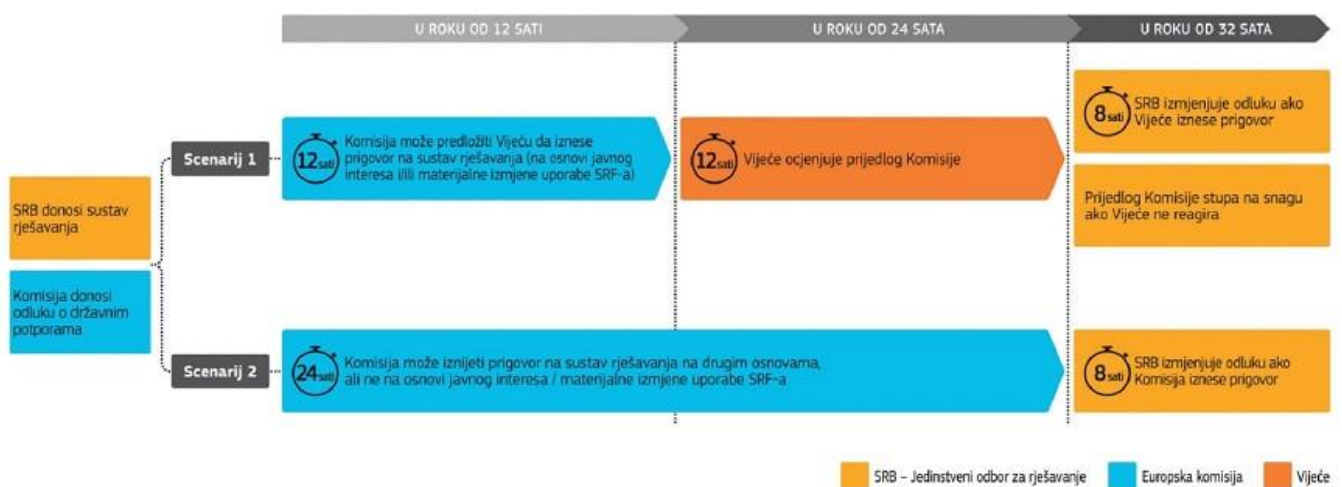 U ROKU OD 12 SATI
U ROKU OD 24 SATA
U ROKU OD 32 SATA
SRB donosi sustav
rješavanja
Komisija donosi
odluku o državnim
potporama
Scenarij 1
12 sati
Komisija može predložiti Vijeću da iznese
prigovor na sustav rješavanja (na osnovi javnog
interesa i/ili materijalne izmjene uporabe SRF-a)
12 sati
Vijeće ocjenjuje prijedlog Komisije
8 sati
SRB izmjenjuje odluku ako
Vijeće iznese prigovor
Prijedlog Komisije stupa na snagu
ako Vijeće ne reagira
Scenarij 2
24 sati
Komisija može iznijeti prigovor na sustav rješavanja na drugim osnovama,
ali ne na osnovi javnog interesa / materijalne izmjene uporabe SRF-a
8 sati
SRB izmjenjuje odluku ako
Komisija iznese prigovor
SRB – Jedinstveni odbor za rješavanje
Europska komisija
Vijeće